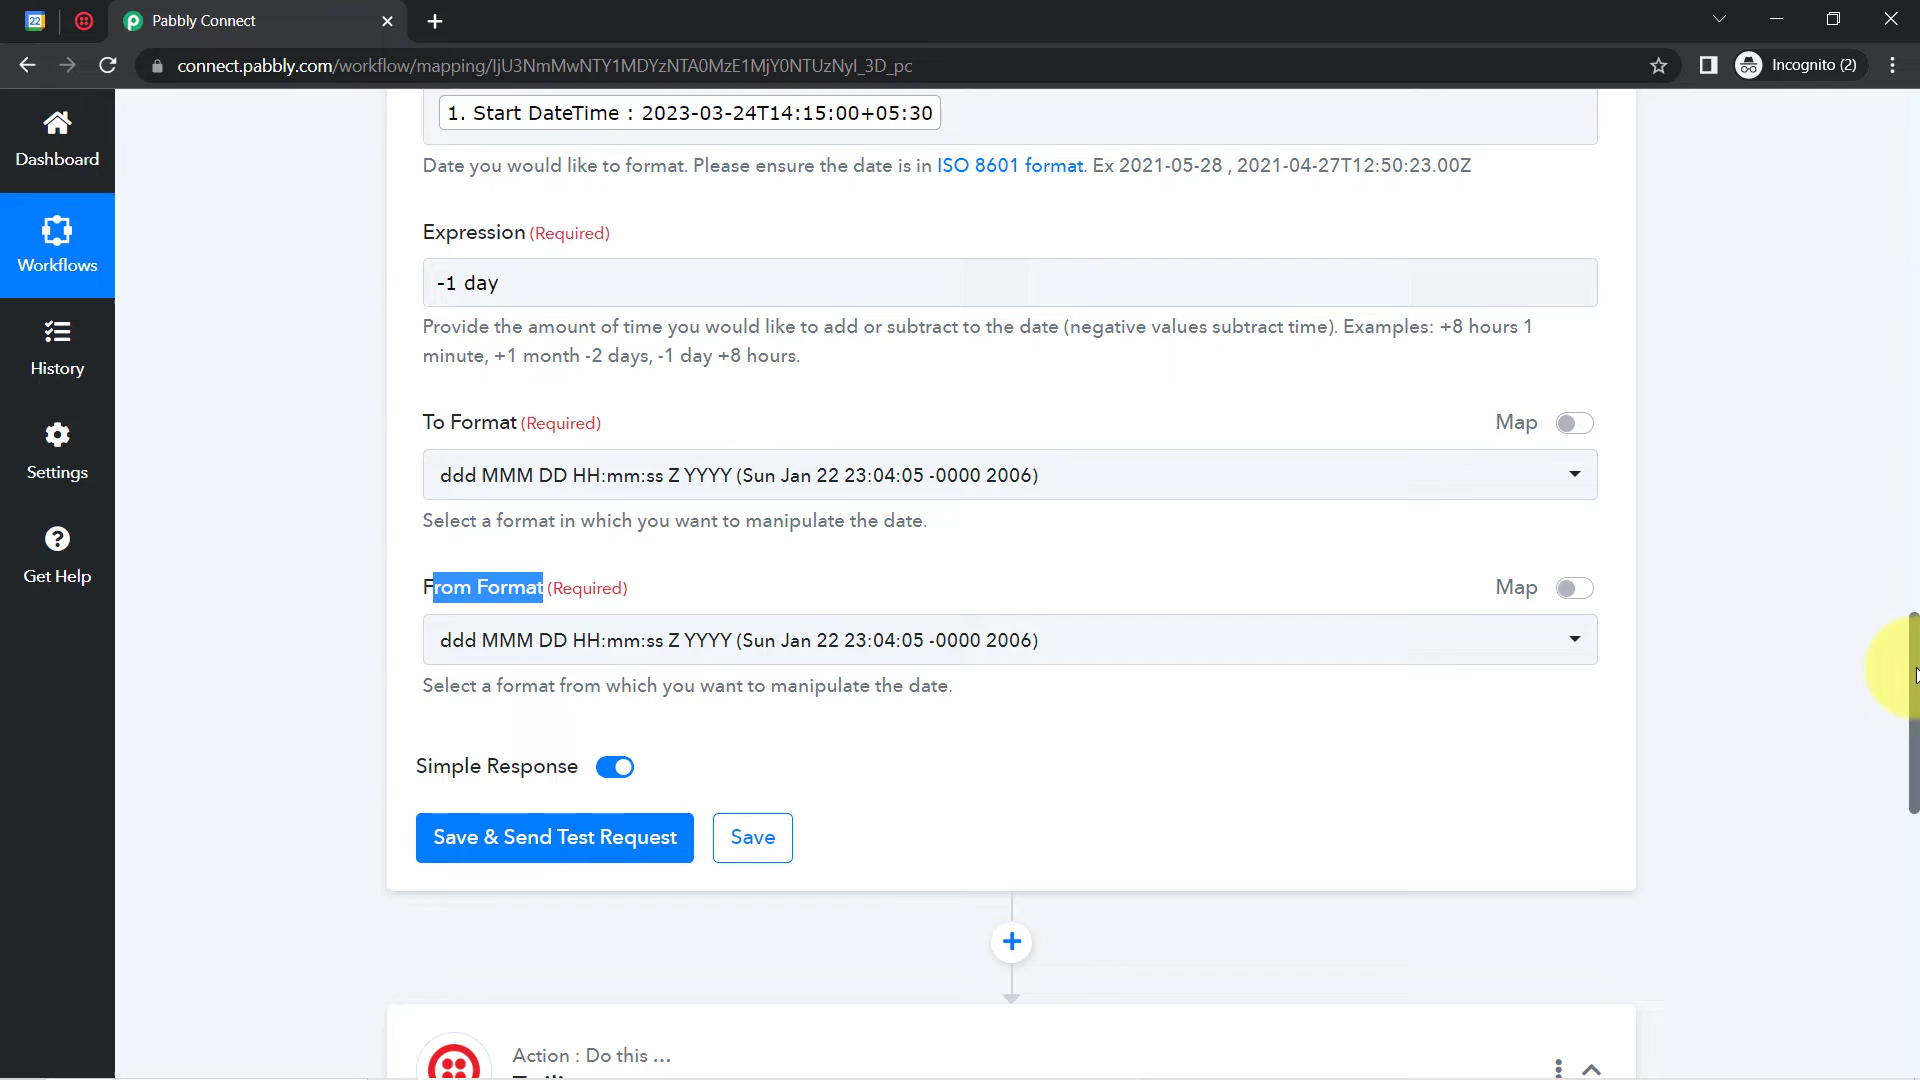 22
Pabbly Connect
connect.pabbly.com/workflow/mapping/IjU3NmMwNTY1MDYzNTA0MzE1MjY0NTUzNyI_3D_pc
Incognito (2)
Dashboard
Workflows
History
Settings
Get Help
1. Start DateTime : 2023-03-24T14:15:00+05:30
Date you would like to format. Please ensure the date is in ISO 8601 format. Ex 2021-05-28 , 2021-04-27T12:50:23.00Z
Expression (Required)
-1 day
Provide the amount of time you would like to add or subtract to the date (negative values subtract time). Examples: +8 hours 1
minute, +1 month -2 days, -1 day +8 hours.
To Format (Required)
Map
ddd MMM DD HH:mm:ss Z YYYY (Sun Jan 22 23:04:05 -0000 2006)
Select a format in which you want to manipulate the date.
From Format (Required)
Map
ddd MMM DD HH:mm:ss Z YYYY (Sun Jan 22 23:04:05 -0000 2006)
Select a format from which you want to manipulate the date.
Simple Response
Save & Send Test Request
Save
Action : Do this ...